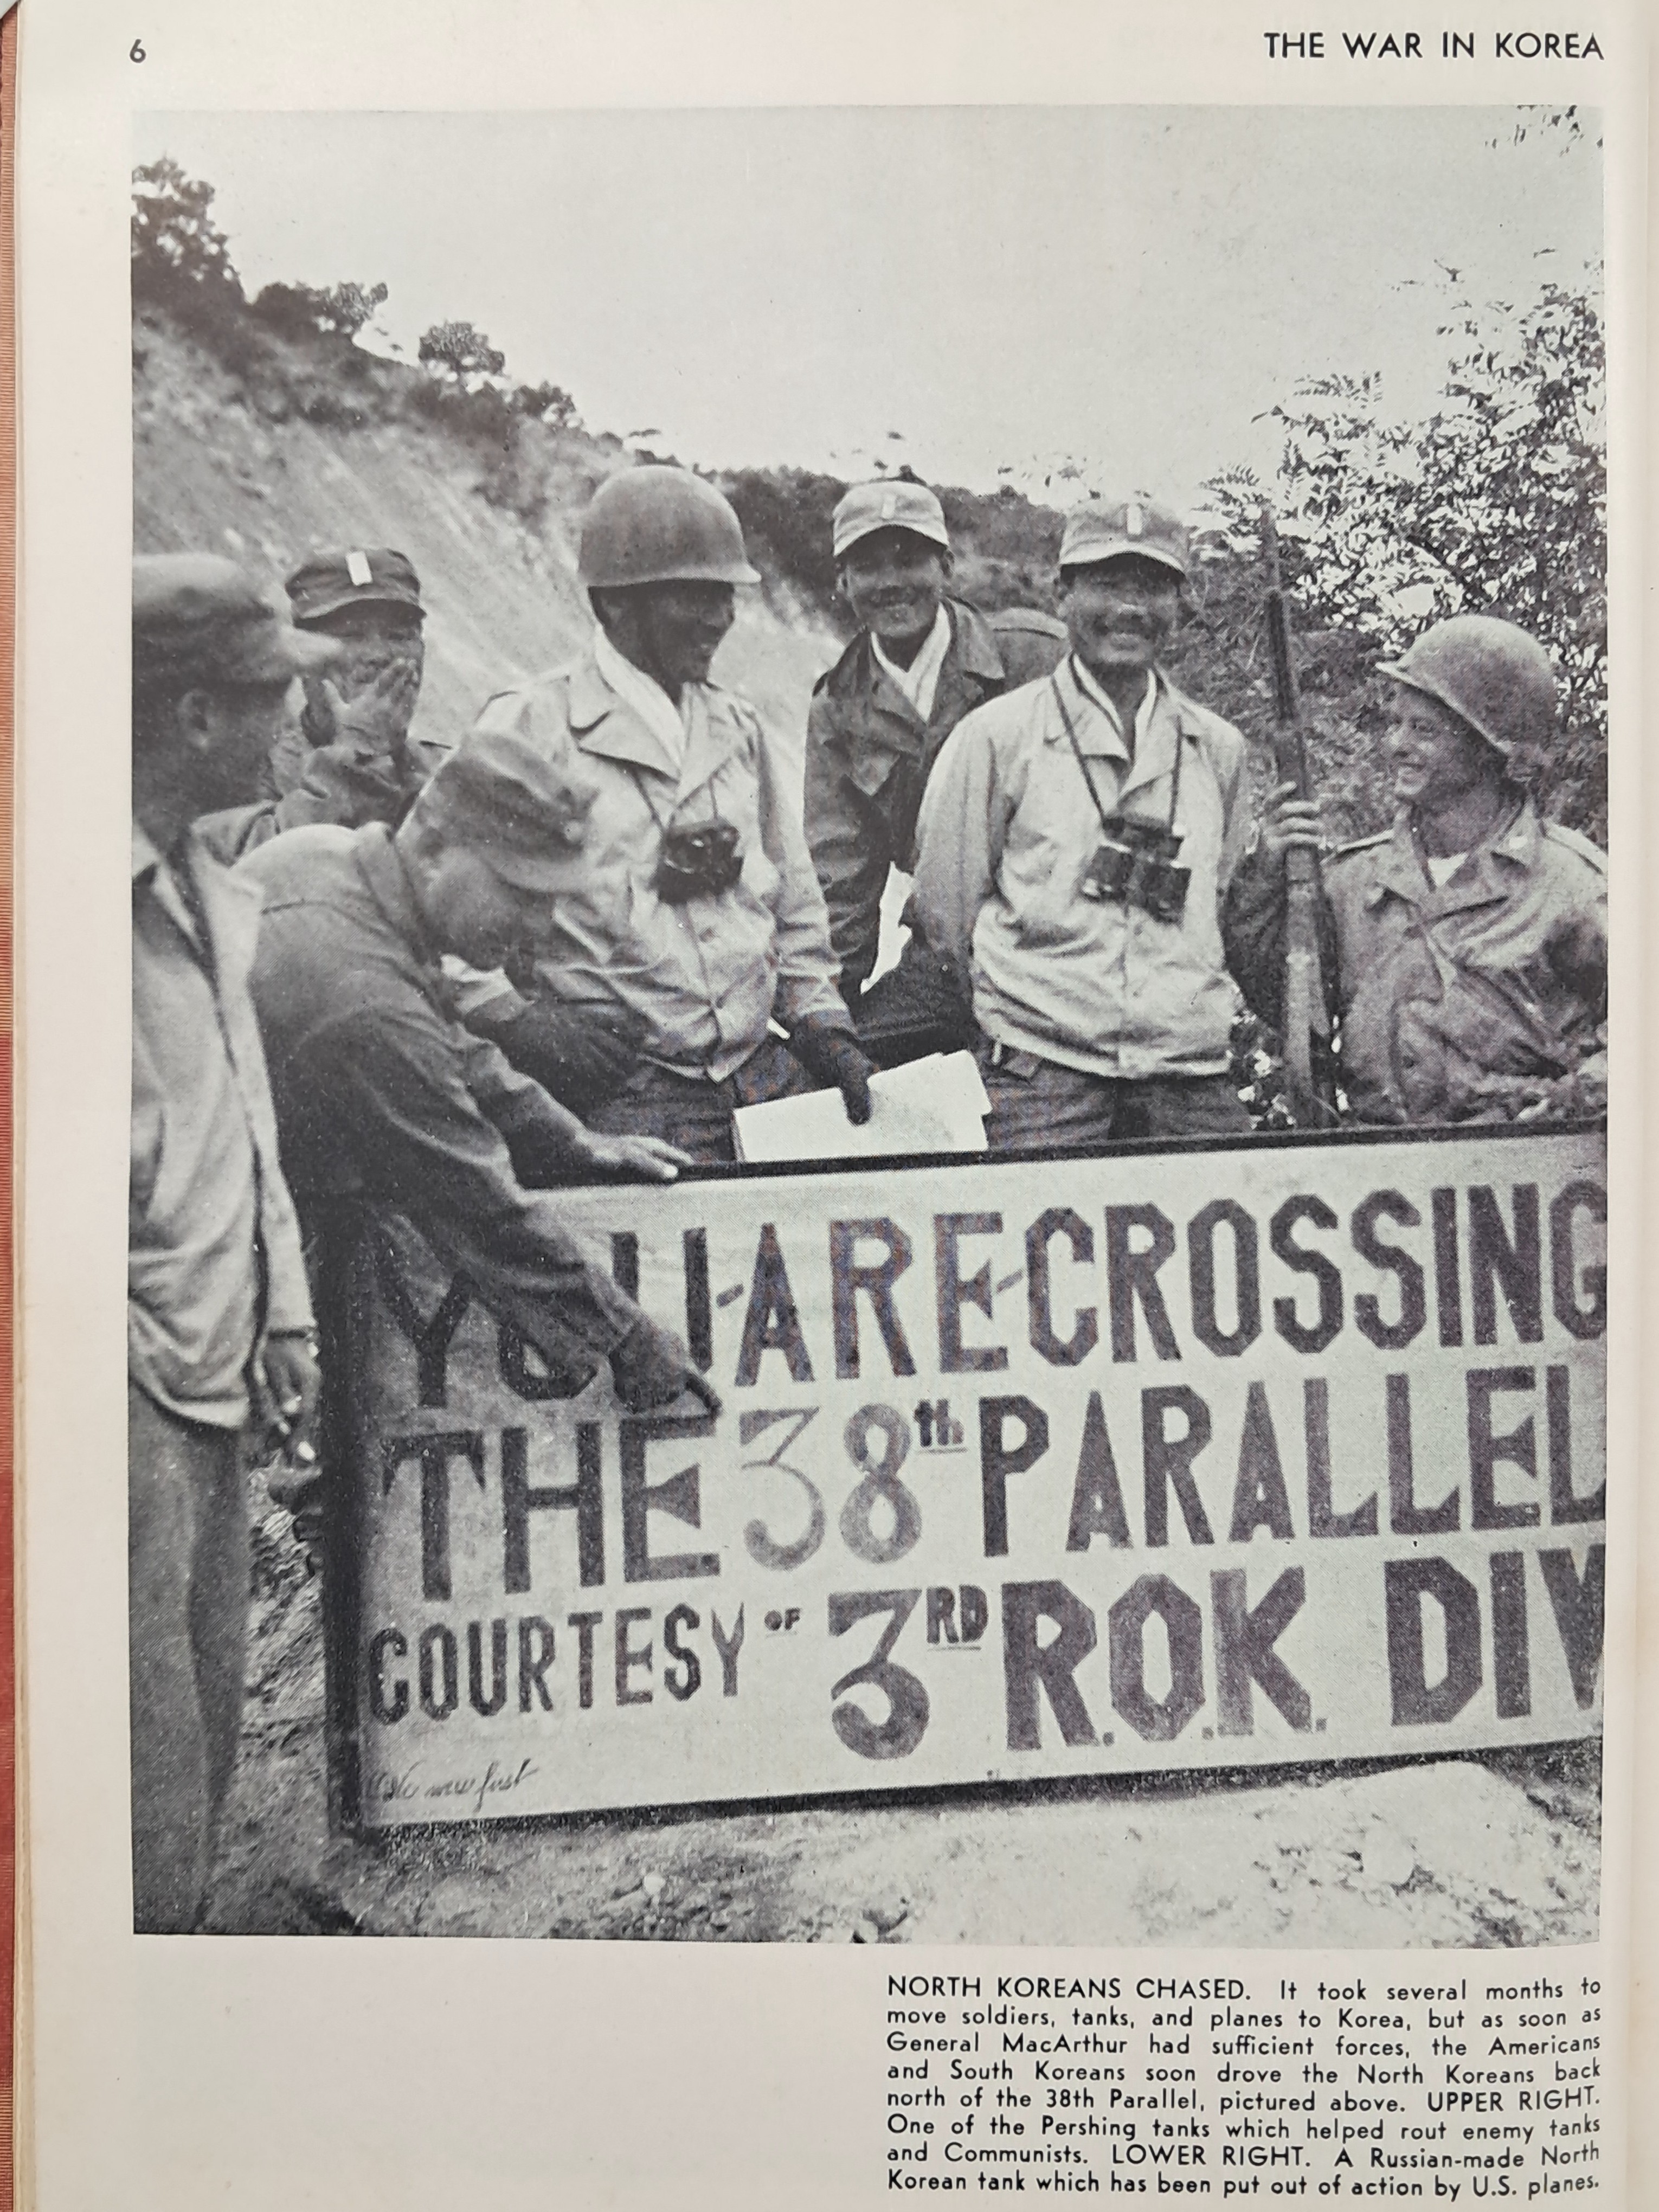 6
THE WAR IN KOREA
YOU-ARE-CROSSING
THE 38th PARALLEL
COURTESY OF 3RD R.O.K. DIV
NORTH KOREANS CHASED. It took several months to
move soldiers, tanks, and planes to Korea, but as soon as
General MacArthur had sufficient forces, the Americans
and South Koreans soon drove the North Koreans back
north of the 38th Parallel, pictured above. UPPER RIGHT.
One of the Pershing tanks which helped rout enemy tanks
and Communists. LOWER RIGHT. A Russian-made North
Korean tank which has been put out of action by U.S. planes.